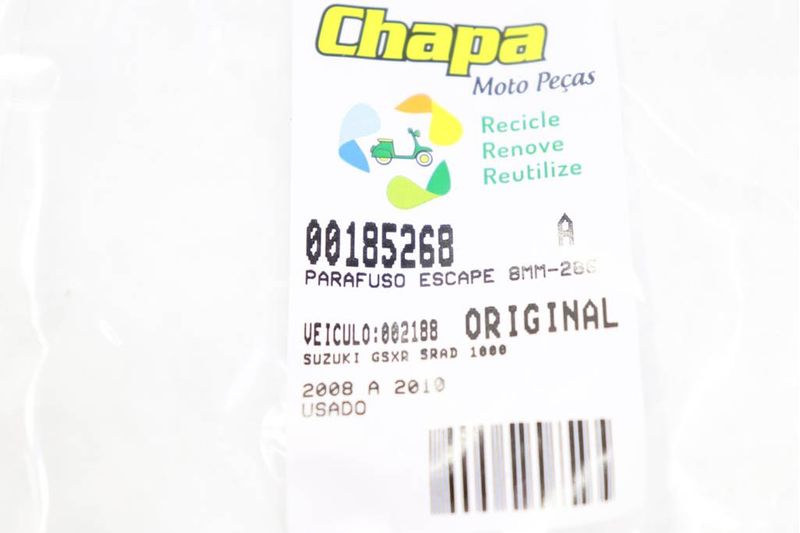 Chapa
Moto Peças
Recicle
Renove
Reutilize
00185268 A
PARAFUSO ESCAPE 8MM-286
VEICULO:002188 ORIGINAL
SUZUKI GSXR SRAD 1000
2008 A 2010
USADO